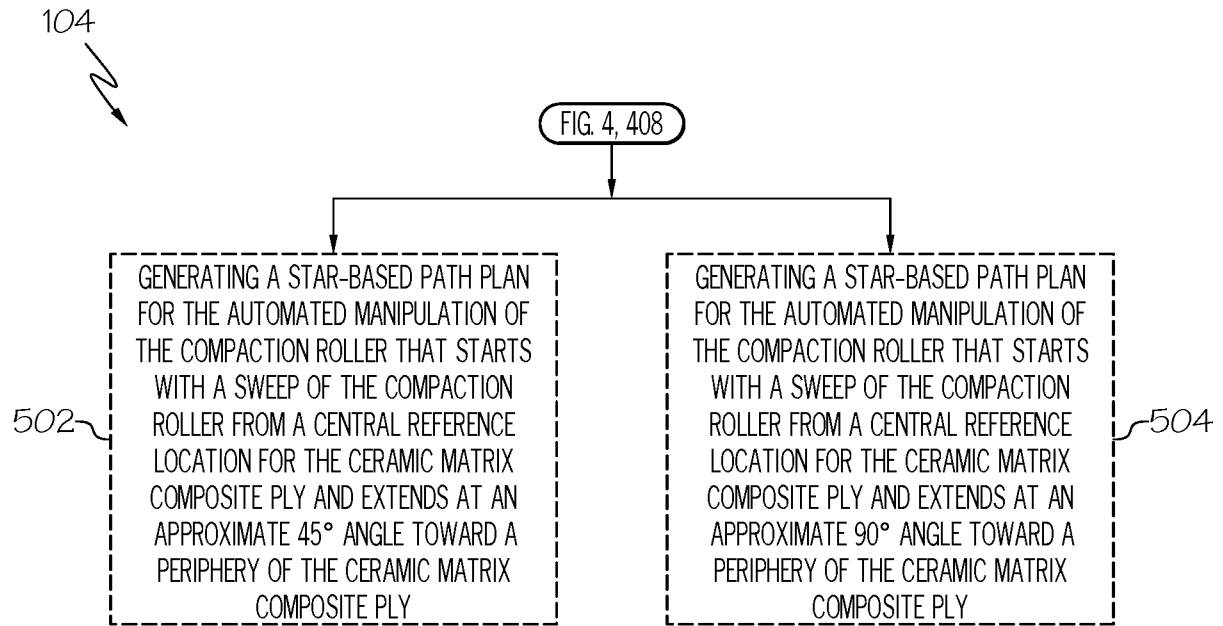 104
FIG. 4, 408
GENERATING A STAR-BASED PATH PLAN
FOR THE AUTOMATED MANIPULATION OF
THE COMPACTION ROLLER THAT STARTS
WITH A SWEEP OF THE COMPACTION
ROLLER FROM A CENTRAL REFERENCE
LOCATION FOR THE CERAMIC MATRIX
COMPOSITE PLY AND EXTENDS AT AN
APPROXIMATE 45° ANGLE TOWARD A
PERIPHERY OF THE CERAMIC MATRIX
COMPOSITE PLY
502
GENERATING A STAR-BASED PATH PLAN
FOR THE AUTOMATED MANIPULATION OF
THE COMPACTION ROLLER THAT STARTS
WITH A SWEEP OF THE COMPACTION
ROLLER FROM A CENTRAL REFERENCE
LOCATION FOR THE CERAMIC MATRIX
COMPOSITE PLY AND EXTENDS AT AN
APPROXIMATE 90° ANGLE TOWARD A
PERIPHERY OF THE CERAMIC MATRIX
COMPOSITE PLY
504